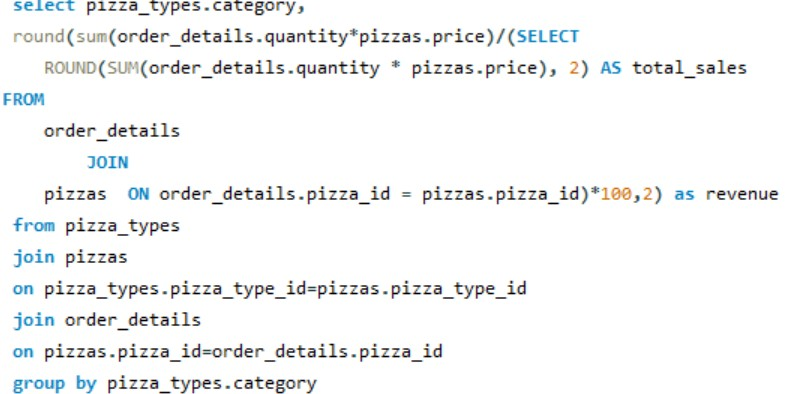 select pizza_types.category,
round(sum(order_details.quantity*pizzas.price)/(SELECT
ROUND(SUM(order_details.quantity * pizzas.price), 2) AS total_sales
FROM
order_details
JOIN
pizzas  ON order_details.pizza_id = pizzas.pizza_id)*100,2) as revenue
from pizza_types
join pizzas
on pizza_types.pizza_type_id=pizzas.pizza_type_id
join order_details
on pizzas.pizza_id=order_details.pizza_id
group by pizza_types.category